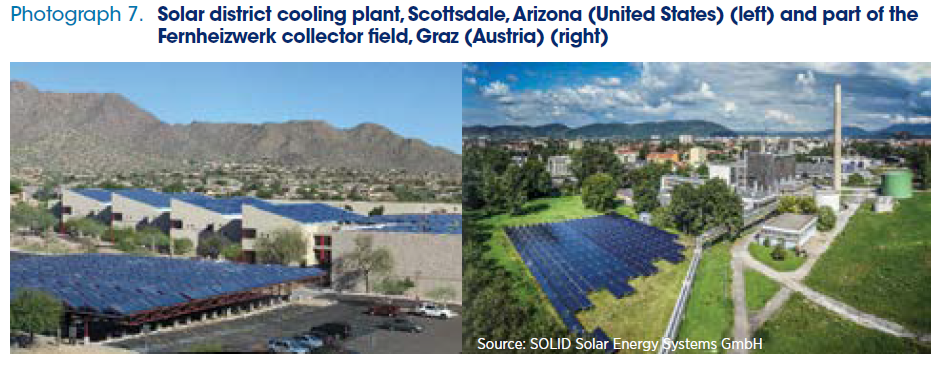 Photograph 7. Solar district cooling plant, Scottsdale, Arizona (United States) (left) and part of the
Fernheizwerk collector field, Graz (Austria) (right)
Source: SOLID Solar Energy Systems GmbH